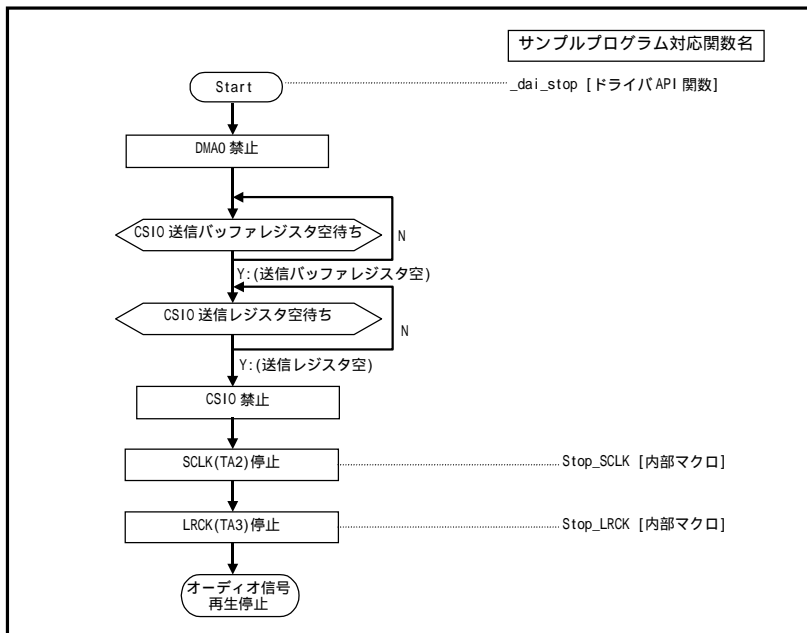 サンプルプログラム対応関数名
Start
_dai_stop [ドライバAPI関数]
DMA0 禁止
CSIO 送信バッファレジスタ空待ち
N
Y:(送信バッファレジスタ空)
CSIO 送信レジスタ空待ち
N
Y:(送信レジスタ空)
CSIO 禁止
SCLK(TA2)停止
Stop_SCLK [内部マクロ]
LRCK(TA3)停止
Stop_LRCK [内部マクロ]
オーディオ信号
再生停止